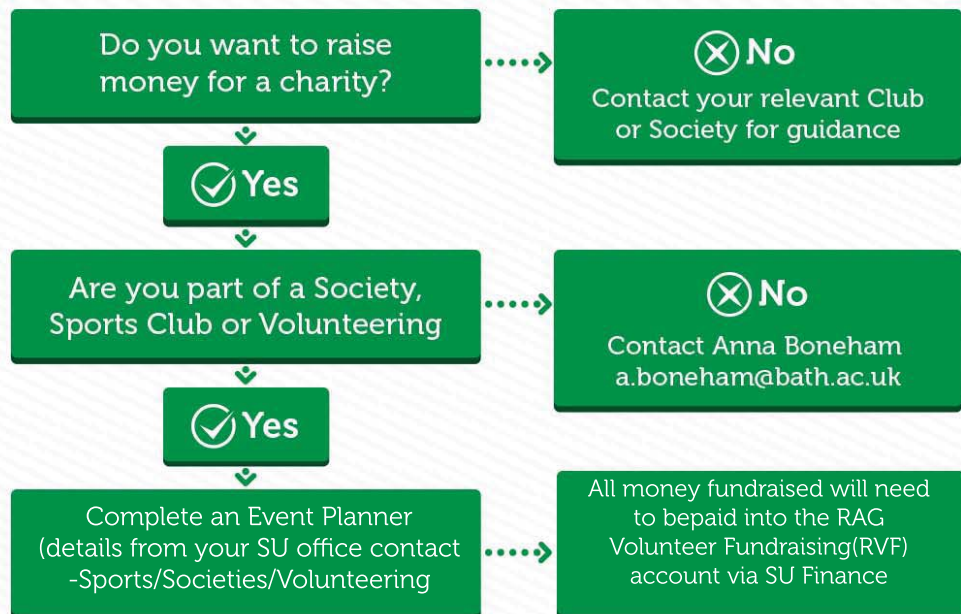 Do you want to raise
money for a charity?
No
Contact your relevant Club
or Society for guidance
Yes
Are you part of a Society,
Sports Club or Volunteering
No
Contact Anna Boneham
a.boneham@bath.ac.uk
Yes
Complete an Event Planner
(details from your SU office contact
-Sports/Societies/Volunteering
All money fundraised will need
to bepaid into the RAG
Volunteer Fundraising(RVF)
account via SU Finance